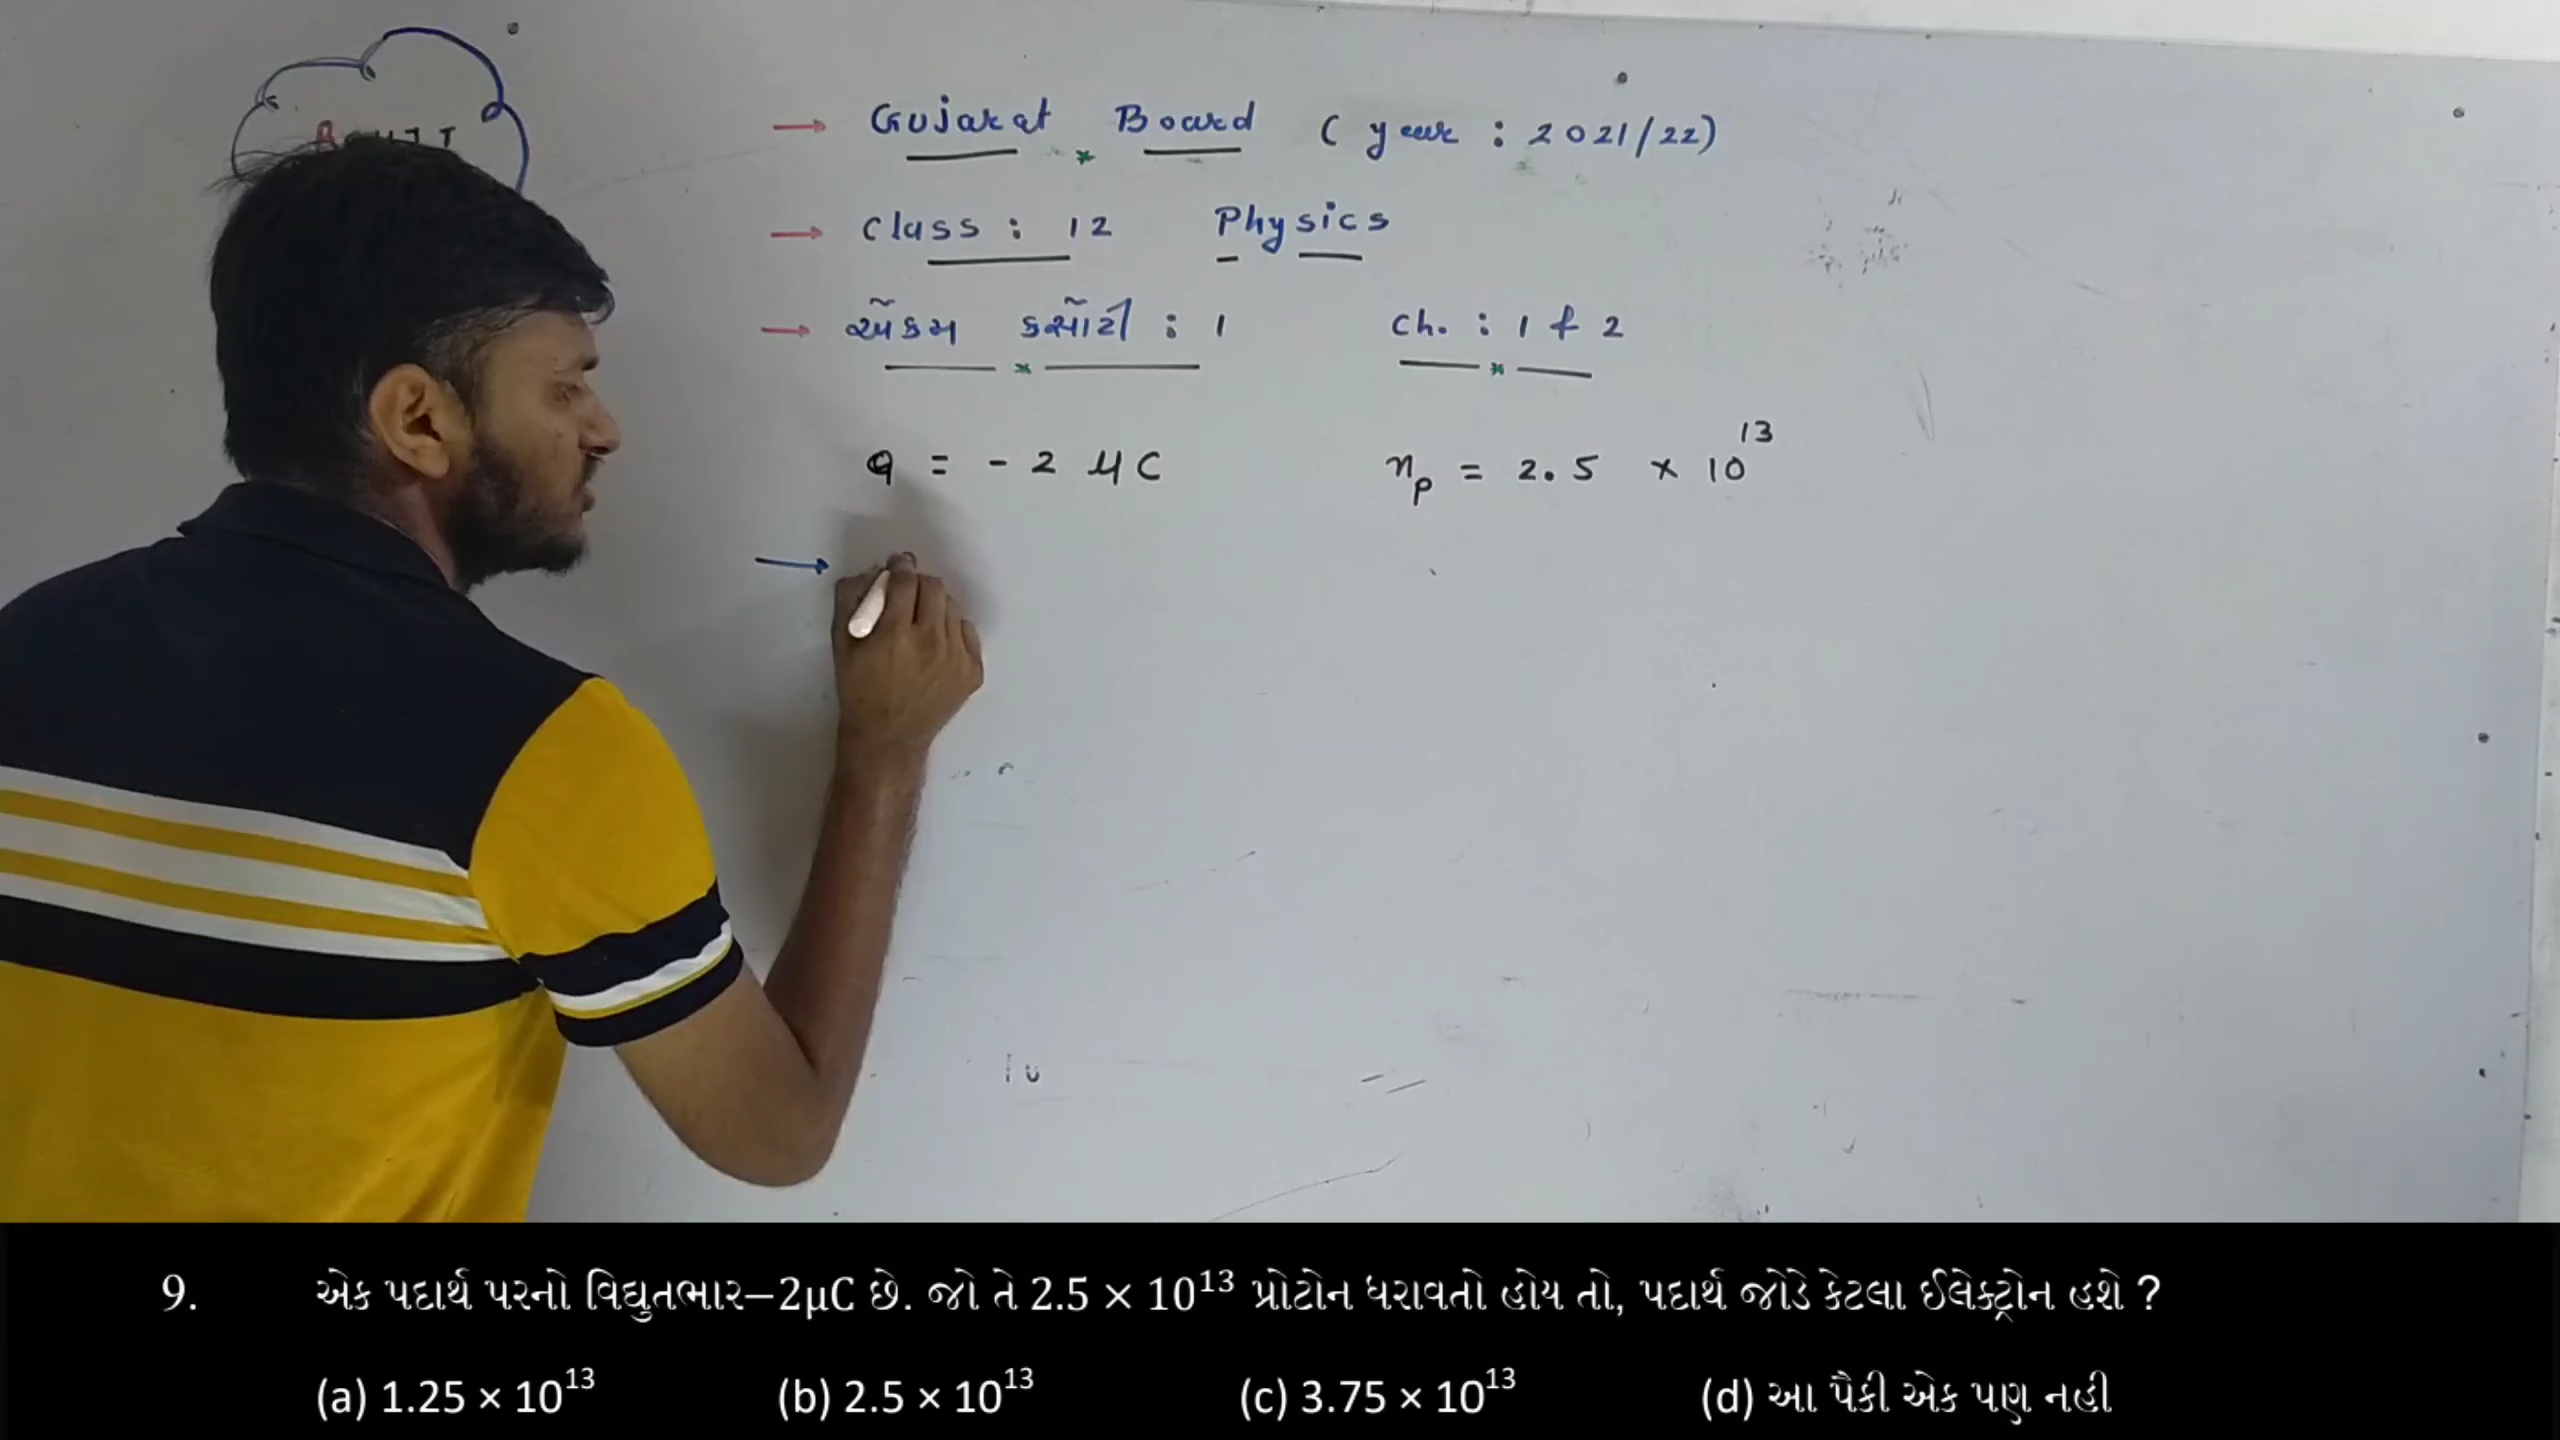 → Gujarat Board (year : 2021/22)
→ class : 12 Physics
→ એકમ કસોટી : 1 ch. : 1 & 2
q = - 2 μC n_p = 2.5 × 10^13
→
10
9. એક પદાર્થ પરનો વિદ્યુતભાર–2μC છે. જો તે 2.5 × 10^13 પ્રોટોન ધરાવતો હોય તો, પદાર્થ જોડે કેટલા ઈલેક્ટ્રોન હશે ?
(a) 1.25 × 10^13 (b) 2.5 × 10^13 (c) 3.75 × 10^13 (d) આ પૈકી એક પણ નહી